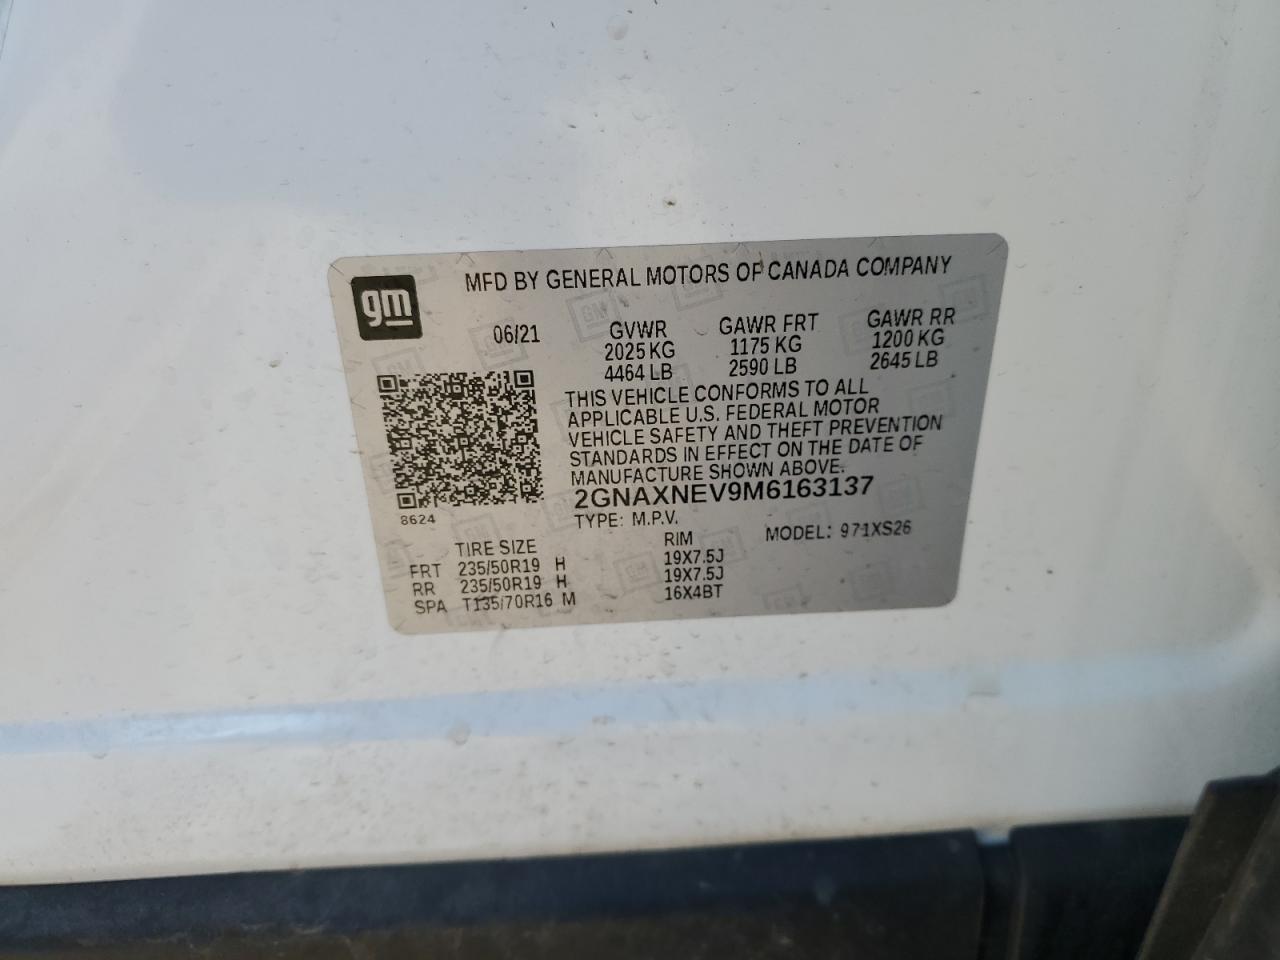 gm
MFD BY GENERAL MOTORS OF CANADA COMPANY
06/21 GVWR GAWR FRT GAWR RR
2025 KG 1175 KG 1200 KG
4464 LB 2590 LB 2645 LB
THIS VEHICLE CONFORMS TO ALL
APPLICABLE U.S. FEDERAL MOTOR
VEHICLE SAFETY AND THEFT PREVENTION
STANDARDS IN EFFECT ON THE DATE OF
MANUFACTURE SHOWN ABOVE.
2GNAXNEV9M6163137
8624
TYPE: M.P.V. MODEL: 971XS26
TIRE SIZE RIM
FRT 235/50R19 H 19X7.5J
RR 235/50R19 H 19X7.5J
SPA T135/70R16 M 16X4BT